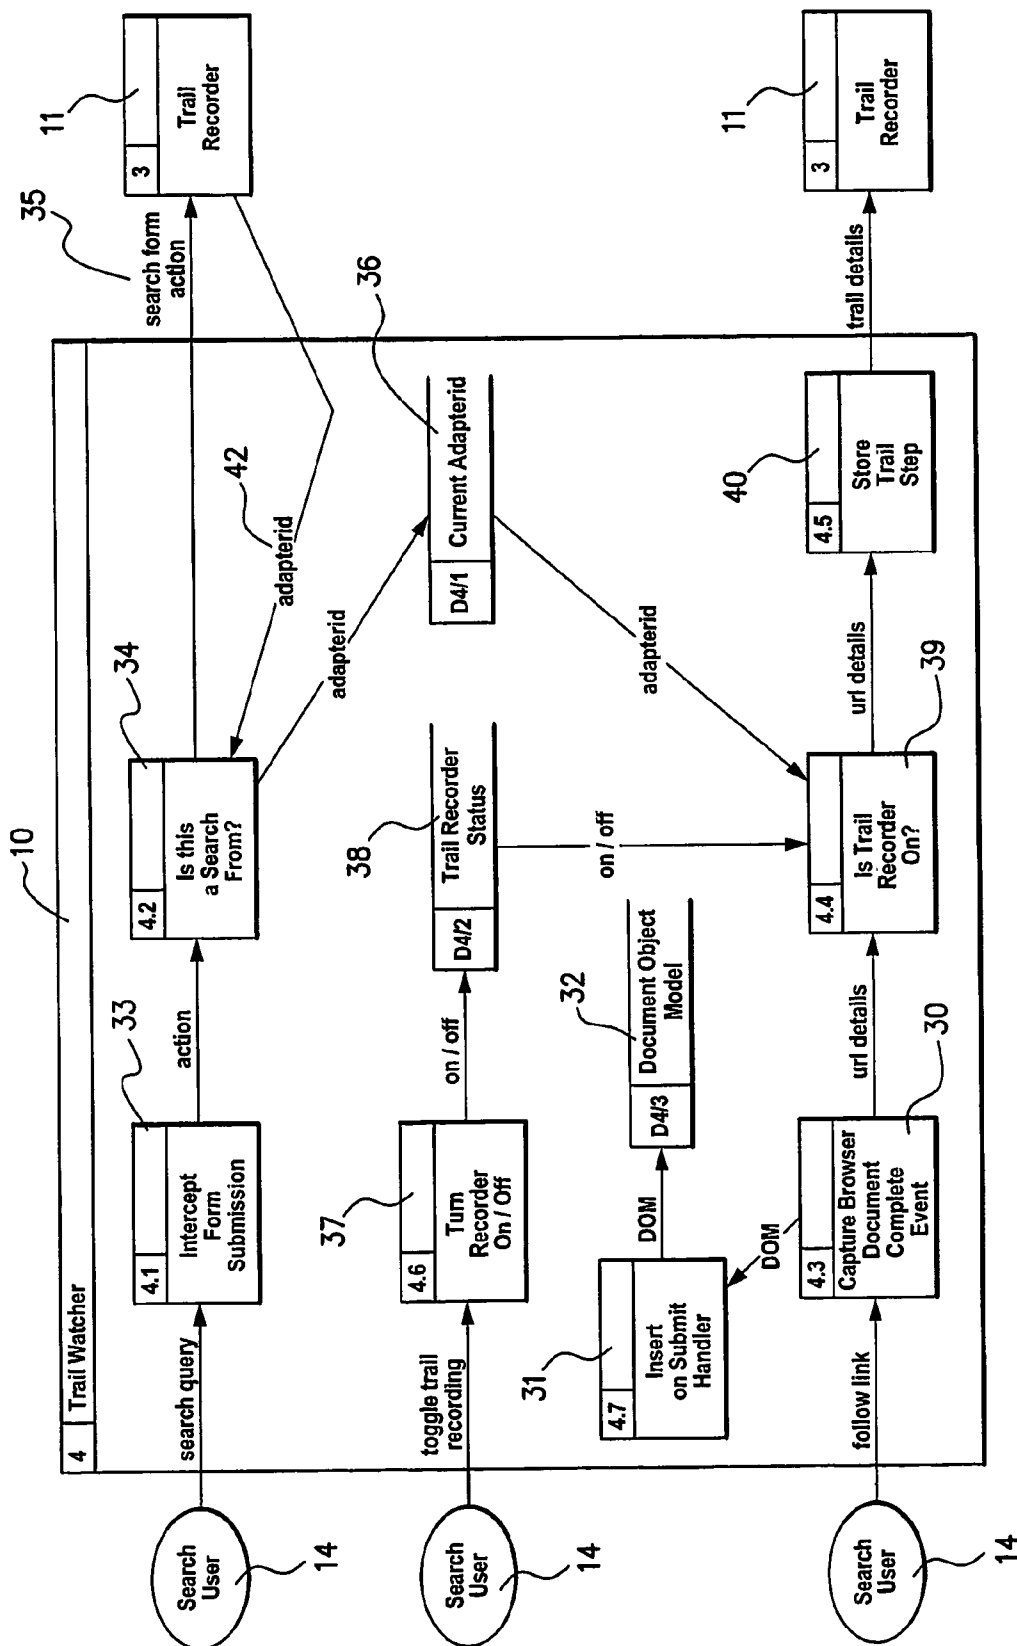 10
4
Trail Watcher
Search
User
14
search query
4.1
Intercept
Form
Submission
33
action
4.2
Is this
a Search
From?
34
search form
action
35
3
Trail
Recorder
11
adapterid
42
adapterid
Search
User
14
toggle trail
recording
4.6
Turn
Recorder
On / Off
37
on / off
D4/2
Trail Recorder
Status
38
D4/1
Current Adapterid
36
on / off
adapterid
4.7
Insert
on Submit
Handler
31
DOM
D4/3
Document Object
Model
32
DOM
Search
User
14
follow link
4.3
Capture Browser
Document
Complete
Event
30
url details
4.4
Is Trail
Recorder
On?
39
url details
4.5
Store
Trail
Step
40
trail details
3
Trail
Recorder
11